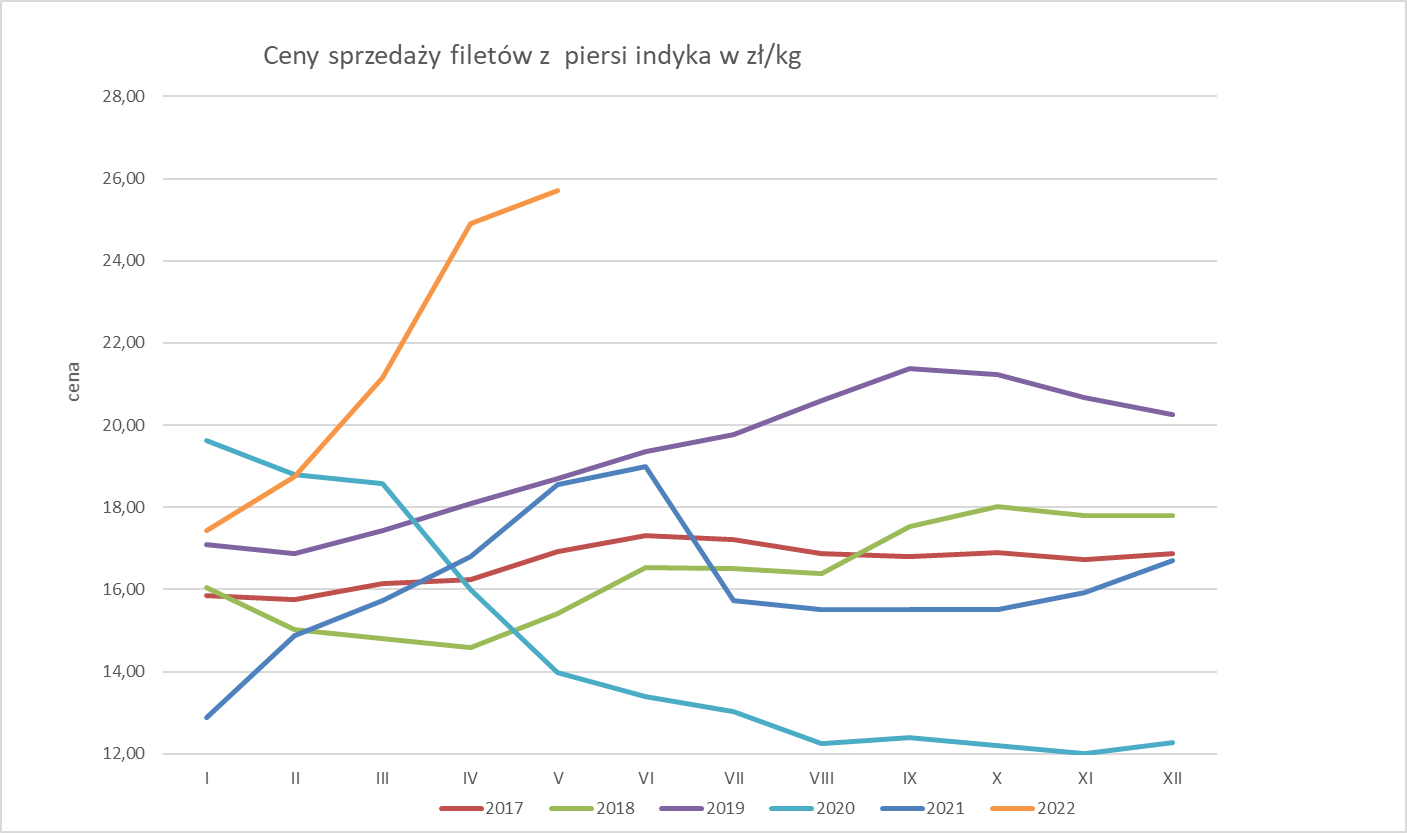 Ceny sprzedaży filetów z  piersi indyka w zł/kg
28,00
26,00
24,00
22,00
20,00
18,00
16,00
14,00
12,00
cena
I II III IV V VI VII VIII IX X XI XII
2017 2018 2019 2020 2021 2022